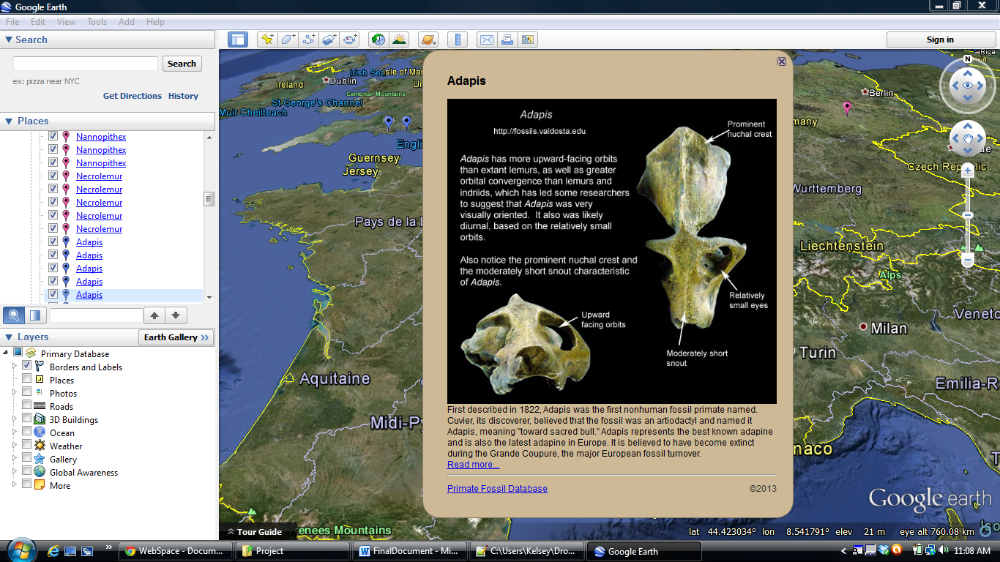 Google Earth
File Edit View Tools Add Help
Search
Search
ex: pizza near NYC
Get Directions History
Places
Nannopithex
Nannopithex
Nannopithex
Necrolemur
Necrolemur
Necrolemur
Necrolemur
Necrolemur
Adapis
Adapis
Adapis
Adapis
Adapis
Layers
Earth Gallery >>
Primary Database
Borders and Labels
Places
Photos
Roads
3D Buildings
Ocean
Weather
Gallery
Global Awareness
More
Sign in
Ireland
Dublin
Irish Se
Isle of Mar
Cambrian Mountains
St George's Channel
Muir Cheilteach
Engli
Guernsey
Jersey
Pays de la L
Aquitaine
Midi-Py
enees Mountains
Adapis
Adapis
http://fossils.valdosta.edu
Adapis has more upward-facing orbits
than extant lemurs, as well as greater
orbital convergence than lemurs and
indriids, which has led some researchers
to suggest that Adapis was very
visually oriented. It also was likely
diurnal, based on the relatively small
orbits.
Also notice the prominent nuchal crest and
the moderately short snout characteristic
of Adapis.
Prominent
nuchal crest
Relatively
small eyes
Upward
facing orbits
Moderately short
snout
First described in 1822, Adapis was the first nonhuman fossil primate named.
Cuvier, its discoverer, believed that the fossil was an artiodactyl and named it
Adapis, meaning "toward sacred bull." Adapis represents the best known adapine
and is also the latest adapine in Europe. It is believed to have become extinct
during the Grande Coupure, the major European fossil turnover.
Read more...
Primate Fossil Database ©2013
Riga
N
Berlin
many
Czech Republic
Wurttemberg
Liechtenstein
Alps
Milan
Veneto
Turin
Emilia-R
naco
Google earth
Tour Guide
lat 44.423034° lon 8.541791° elev 21 m eye alt 760.08 km
WebSpace - Docum...
Project
FinalDocument - Mi...
C:\Users\Kelsey\Dro...
Google Earth
11:08 AM